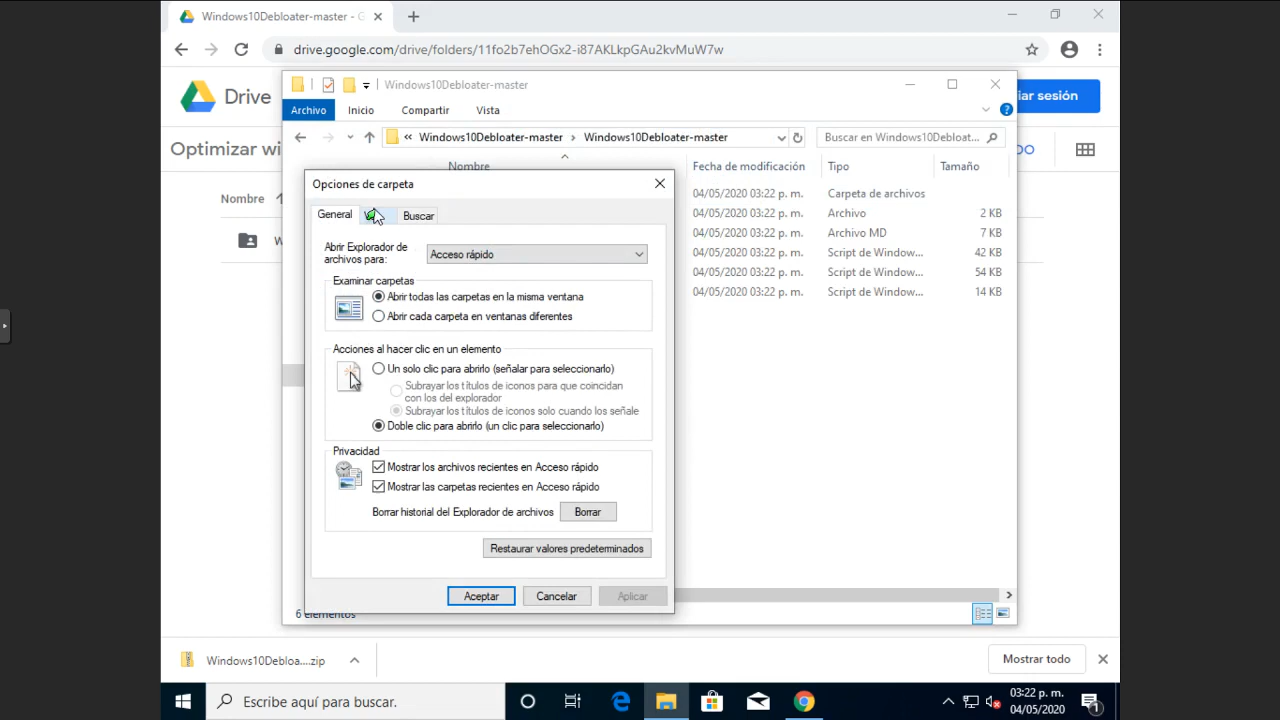 Windows10Debloater-master - G
drive.google.com/drive/folders/11fo2b7ehOGx2-i87AKLkpGAu2kvMuW7w
Drive
iar sesión
Optimizar wi
DO
Nombre
W
Windows10Debloater-master
Archivo
Inicio
Compartir
Vista
« Windows10Debloater-master > Windows10Debloater-master
Buscar en Windows10Debloat...
Nombre
Fecha de modificación
Tipo
Tamaño
04/05/2020 03:22 p. m. Carpeta de archivos
04/05/2020 03:22 p. m. Archivo 2 KB
04/05/2020 03:22 p. m. Archivo MD 7 KB
04/05/2020 03:22 p. m. Script de Window... 42 KB
04/05/2020 03:22 p. m. Script de Window... 54 KB
04/05/2020 03:22 p. m. Script de Window... 14 KB
Opciones de carpeta
General
Buscar
Abrir Explorador de
archivos para:
Acceso rápido
Examinar carpetas
Abrir todas las carpetas en la misma ventana
Abrir cada carpeta en ventanas diferentes
Acciones al hacer clic en un elemento
Un solo clic para abrirlo (señalar para seleccionarlo)
Subrayar los títulos de iconos para que coincidan
con los del explorador
Subrayar los títulos de iconos solo cuando los señale
Doble clic para abrirlo (un clic para seleccionarlo)
Privacidad
Mostrar los archivos recientes en Acceso rápido
Mostrar las carpetas recientes en Acceso rápido
Borrar historial del Explorador de archivos
Borrar
Restaurar valores predeterminados
Aceptar
Cancelar
Aplicar
6 elementos
Windows10Debloa....zip
Mostrar todo
Escribe aquí para buscar.
03:22 p. m.
04/05/2020
1